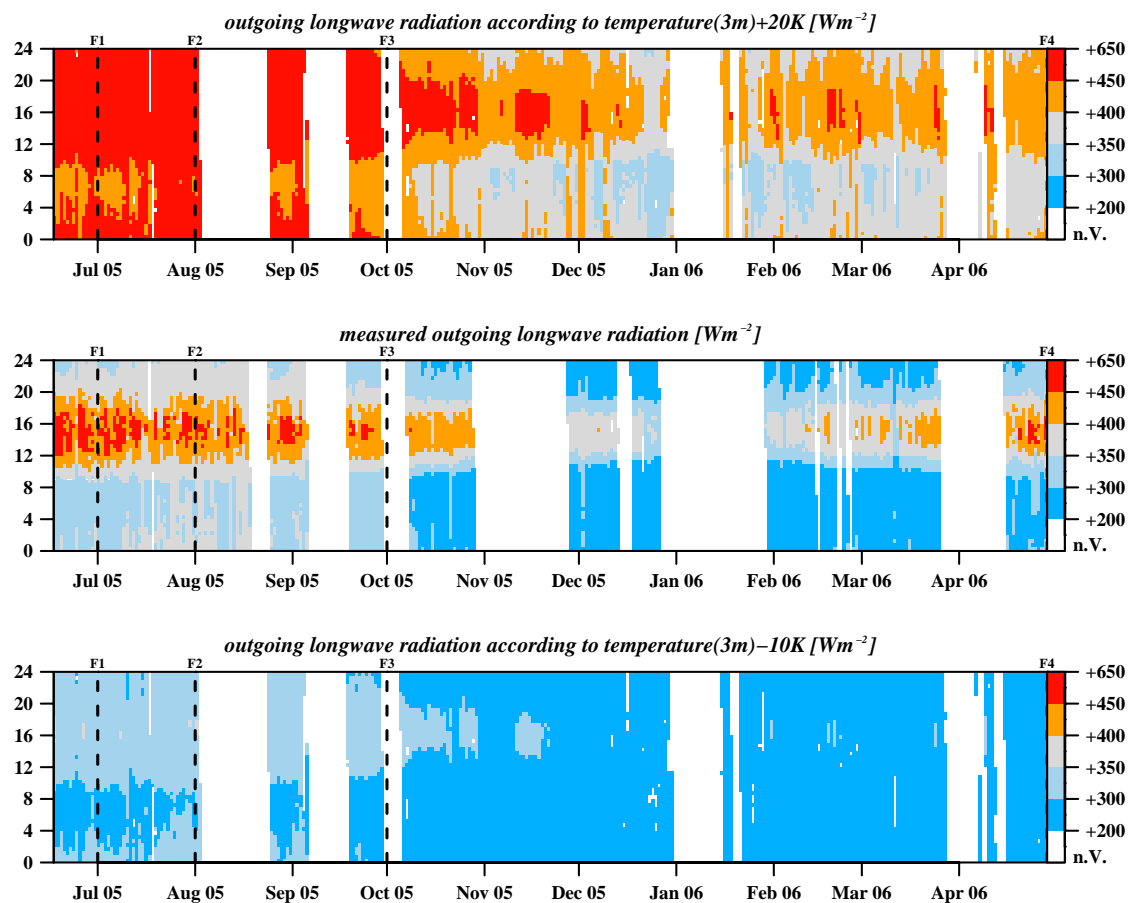 outgoing longwave radiation according to temperature(3m)+20K [Wm⁻²]
F1 F2 F3 F4
24 +650
20 +450
16 +400
12 +350
8 +300
4 +200
0 n.V.
Jul 05 Aug 05 Sep 05 Oct 05 Nov 05 Dec 05 Jan 06 Feb 06 Mar 06 Apr 06
measured outgoing longwave radiation [Wm⁻²]
F1 F2 F3 F4
24 +650
20 +450
16 +400
12 +350
8 +300
4 +200
0 n.V.
Jul 05 Aug 05 Sep 05 Oct 05 Nov 05 Dec 05 Jan 06 Feb 06 Mar 06 Apr 06
outgoing longwave radiation according to temperature(3m)−10K [Wm⁻²]
F1 F2 F3 F4
24 +650
20 +450
16 +400
12 +350
8 +300
4 +200
0 n.V.
Jul 05 Aug 05 Sep 05 Oct 05 Nov 05 Dec 05 Jan 06 Feb 06 Mar 06 Apr 06